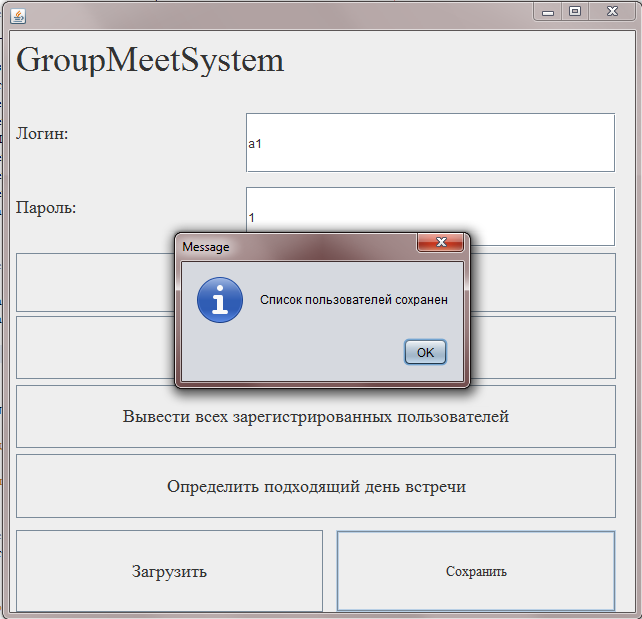 GroupMeetSystem
Логин:
a1
Пароль:
1
Message
Список пользователей сохранен
OK
Вывести всех зарегистрированных пользователей
Определить подходящий день встречи
Загрузить
Сохранить